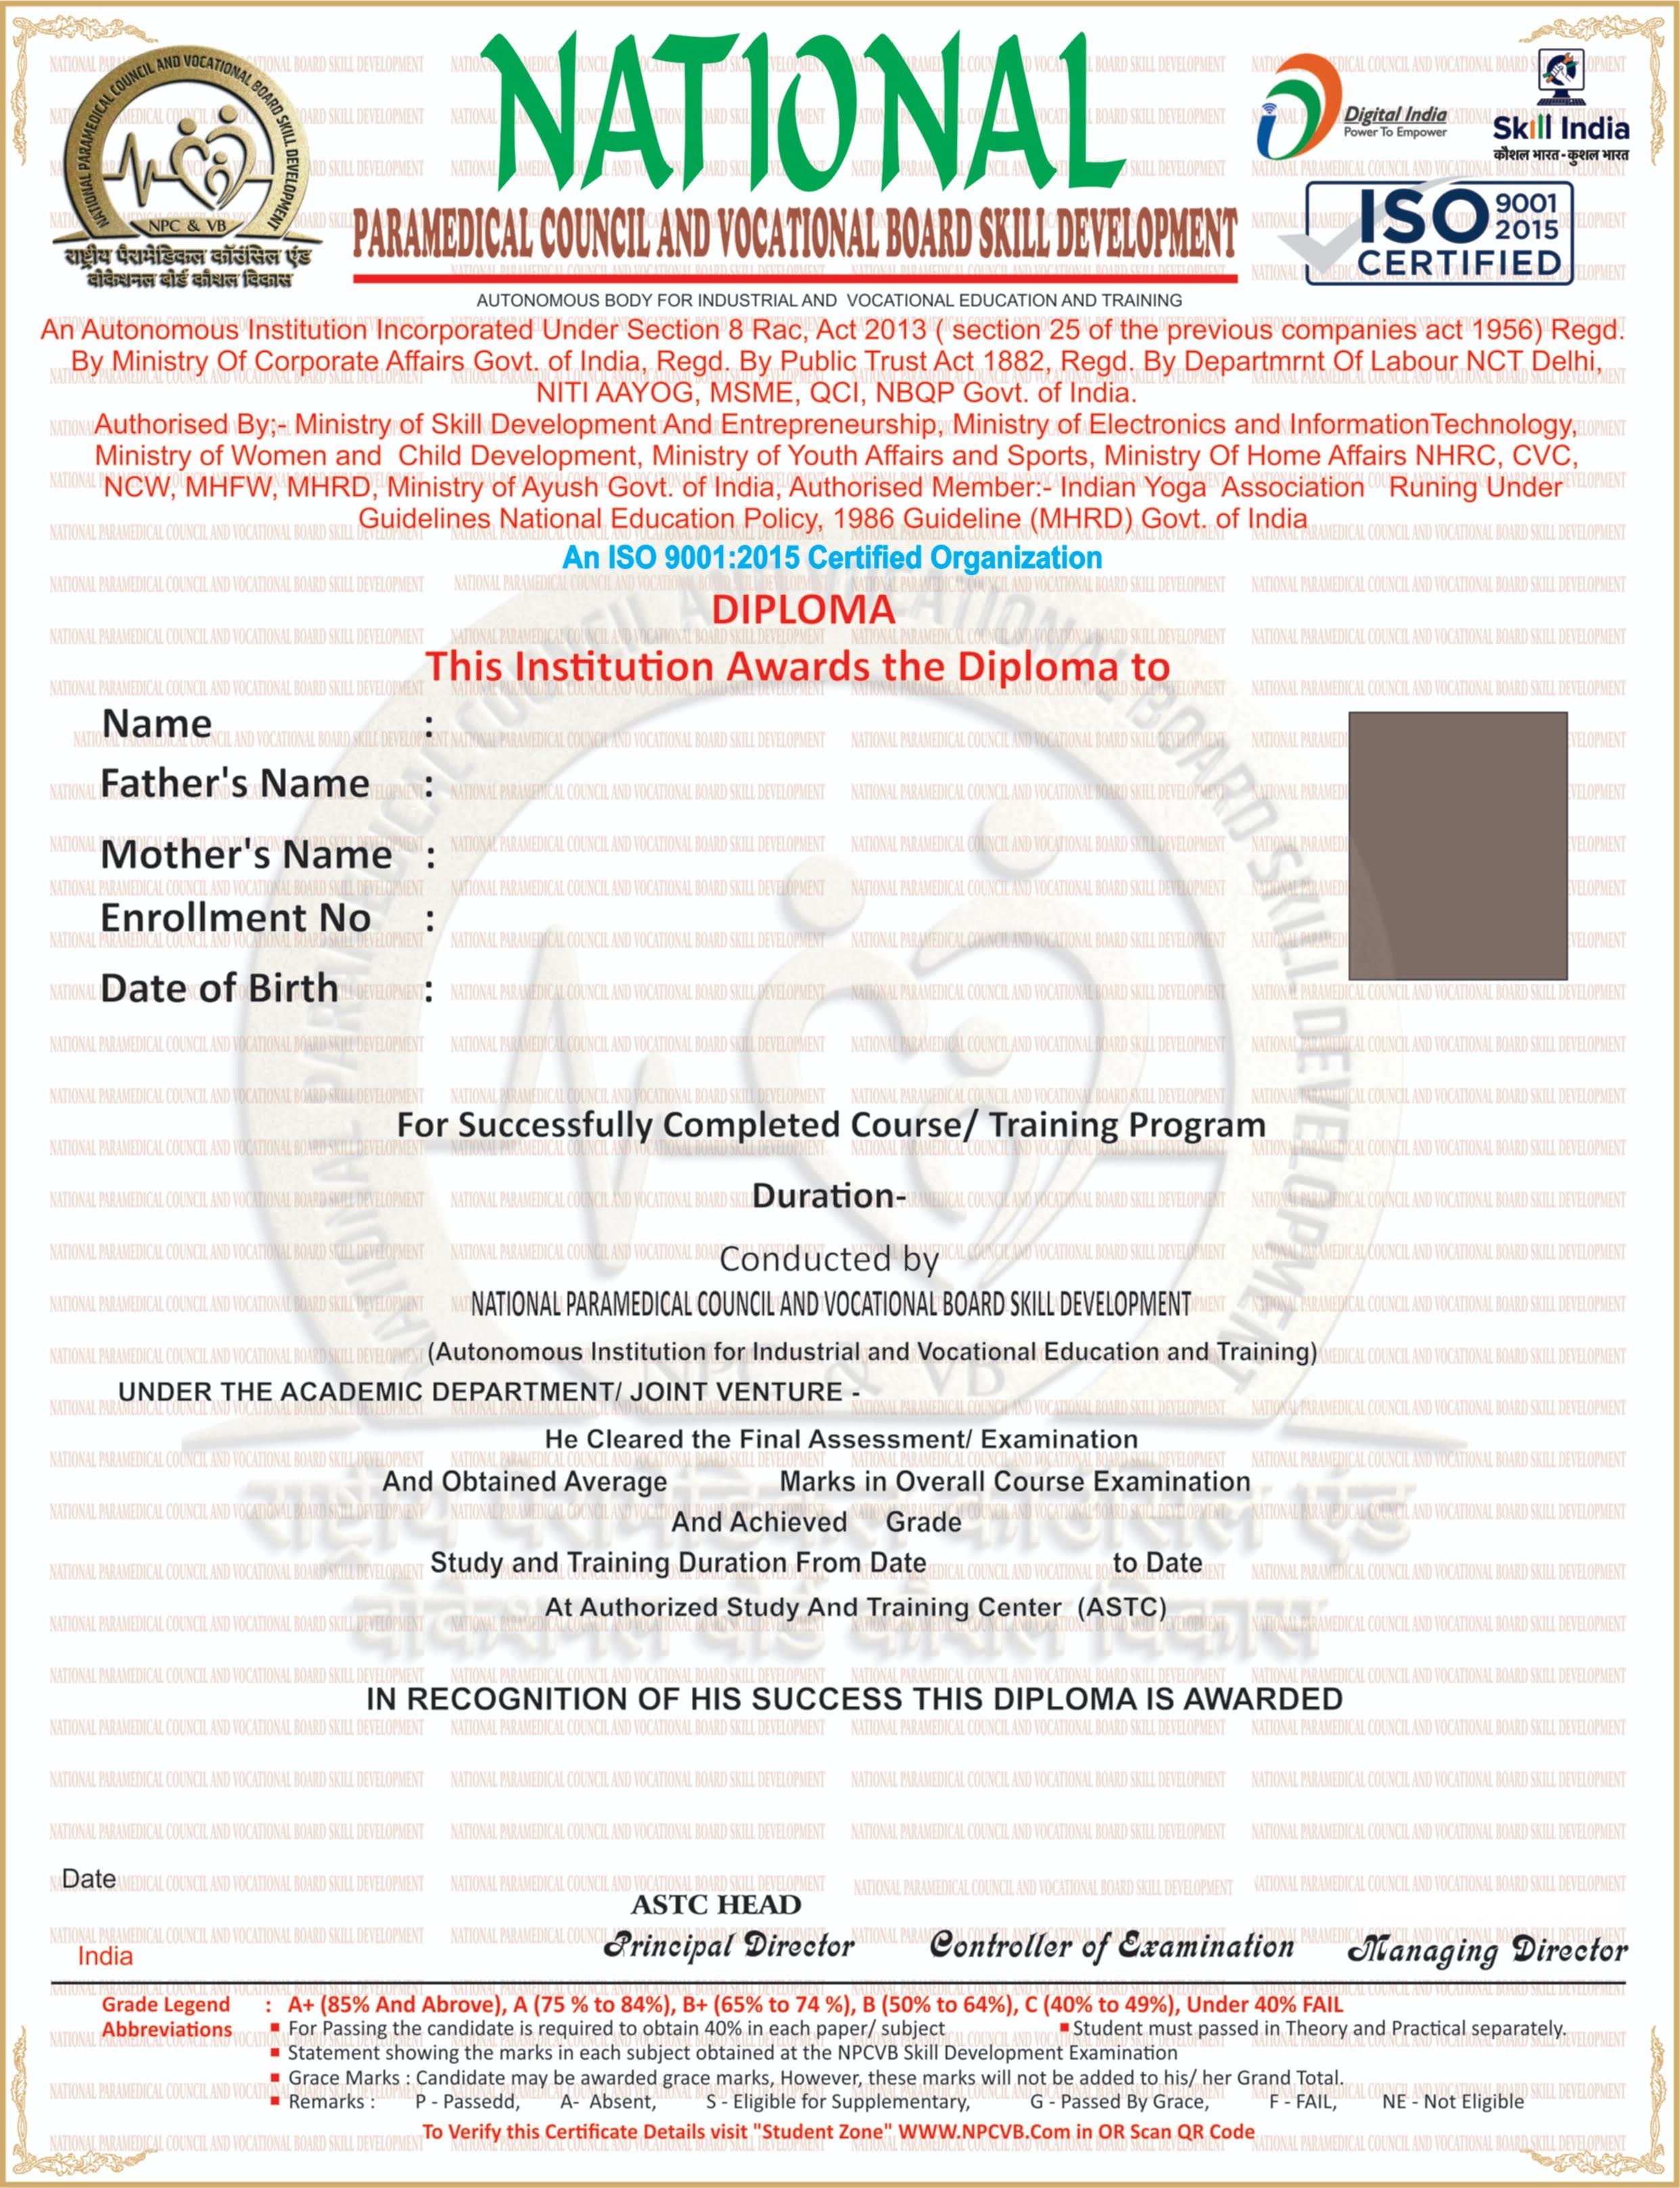 NATIONAL PARAMEDICAL COUNCIL AND VOCATIONAL BOARD SKILL DEVELOPMENT
NPC & VB
राष्ट्रीय पैरामेडिकल कॉउंसिल एंड
वोकेशनल बोर्ड कौशल विकास
NATIONAL
PARAMEDICAL COUNCIL AND VOCATIONAL BOARD SKILL DEVELOPMENT
Digital India
Power To Empower
Skill India
कौशल भारत-कुशल भारत
ISO 9001 2015
CERTIFIED
AUTONOMOUS BODY FOR INDUSTRIAL AND VOCATIONAL EDUCATION AND TRAINING
An Autonomous Institution Incorporated Under Section 8 Rac, Act 2013 ( section 25 of the previous companies act 1956) Regd.
By Ministry Of Corporate Affairs Govt. of India, Regd. By Public Trust Act 1882, Regd. By Departmrnt Of Labour NCT Delhi,
NITI AAYOG, MSME, QCI, NBQP Govt. of India.
Authorised By;- Ministry of Skill Development And Entrepreneurship, Ministry of Electronics and InformationTechnology,
Ministry of Women and Child Development, Ministry of Youth Affairs and Sports, Ministry Of Home Affairs NHRC, CVC,
NCW, MHFW, MHRD, Ministry of Ayush Govt. of India, Authorised Member:- Indian Yoga Association Runing Under
Guidelines National Education Policy, 1986 Guideline (MHRD) Govt. of India
An ISO 9001:2015 Certified Organization
DIPLOMA
This Institution Awards the Diploma to
Name :
Father's Name :
Mother's Name :
Enrollment No :
Date of Birth :
For Successfully Completed Course/ Training Program
Duration-
Conducted by
NATIONAL PARAMEDICAL COUNCIL AND VOCATIONAL BOARD SKILL DEVELOPMENT
(Autonomous Institution for Industrial and Vocational Education and Training)
UNDER THE ACADEMIC DEPARTMENT/ JOINT VENTURE -
He Cleared the Final Assessment/ Examination
And Obtained Average Marks in Overall Course Examination
And Achieved Grade
Study and Training Duration From Date to Date
At Authorized Study And Training Center (ASTC)
IN RECOGNITION OF HIS SUCCESS THIS DIPLOMA IS AWARDED
Date
India
ASTC HEAD
Principal Director Controller of Examination Managing Director
Grade Legend : A+ (85% And Abrove), A (75 % to 84%), B+ (65% to 74 %), B (50% to 64%), C (40% to 49%), Under 40% FAIL
Abbreviations ▪ For Passing the candidate is required to obtain 40% in each paper/ subject ▪ Student must passed in Theory and Practical separately.
▪ Statement showing the marks in each subject obtained at the NPCVB Skill Development Examination
▪ Grace Marks : Candidate may be awarded grace marks, However, these marks will not be added to his/ her Grand Total.
▪ Remarks : P - Passedd, A- Absent, S - Eligible for Supplementary, G - Passed By Grace, F - FAIL, NE - Not Eligible
To Verify this Certificate Details visit "Student Zone" WWW.NPCVB.Com in OR Scan QR Code